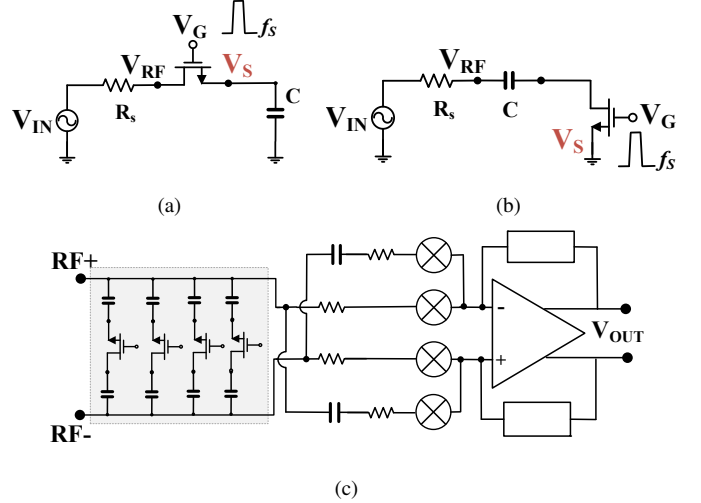 V_G f_S
V_RF V_S
V_IN R_s C
(a)
V_RF
V_IN R_s C V_G
V_S f_S
(b)
RF+
RF-
-
+
V_OUT
(c)